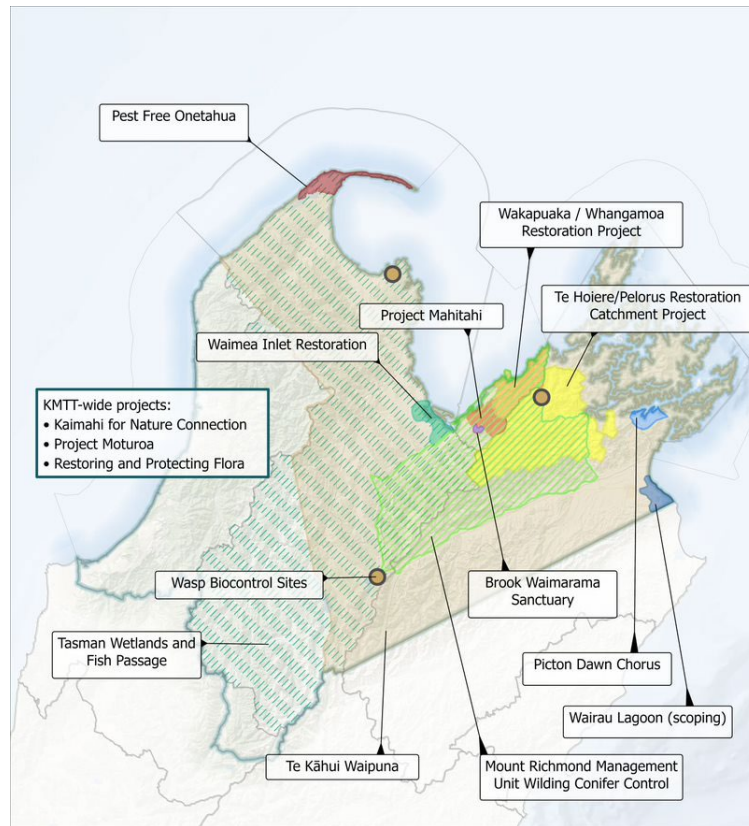 Pest Free Onetahua
Wakapuaka / Whangamoa
Restoration Project
Te Hoiere/Pelorus Restoration
Catchment Project
Project Mahitahi
Waimea Inlet Restoration
KMTT-wide projects:
• Kaimahi for Nature Connection
• Project Moturoa
• Restoring and Protecting Flora
Wasp Biocontrol Sites
Brook Waimarama
Sanctuary
Tasman Wetlands and
Fish Passage
Picton Dawn Chorus
Wairau Lagoon (scoping)
Te Kāhui Waipuna
Mount Richmond Management
Unit Wilding Conifer Control